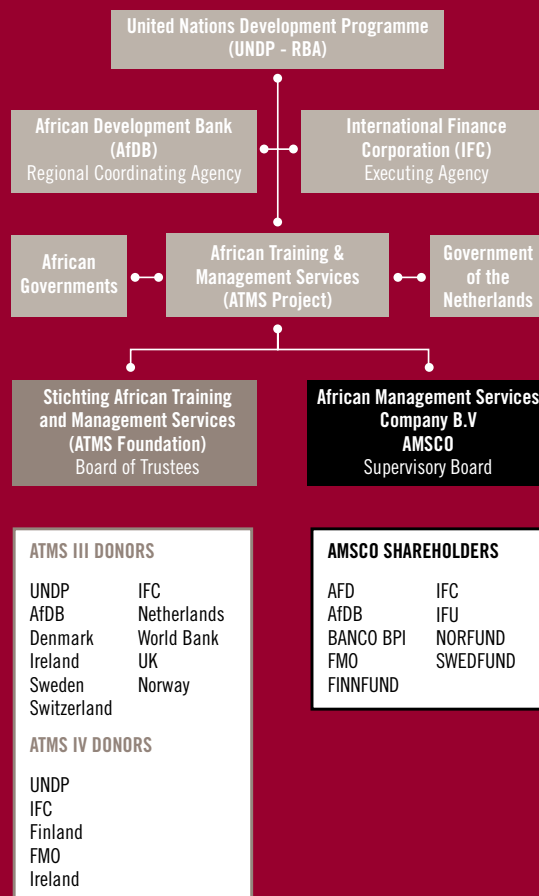 United Nations Development Programme
(UNDP - RBA)
African Development Bank
(AfDB)
Regional Coordinating Agency
International Finance
Corporation (IFC)
Executing Agency
African
Governments
African Training &
Management Services
(ATMS Project)
Government
of the
Netherlands
Stichting African Training
and Management Services
(ATMS Foundation)
Board of Trustees
African Management Services
Company B.V
AMSCO
Supervisory Board
ATMS III DONORS
UNDP
AfDB
Denmark
Ireland
Sweden
Switzerland
IFC
Netherlands
World Bank
UK
Norway
ATMS IV DONORS
UNDP
IFC
Finland
FMO
Ireland
AMSCO SHAREHOLDERS
AFD
AfDB
BANCO BPI
FMO
FINNFUND
IFC
IFU
NORFUND
SWEDFUND